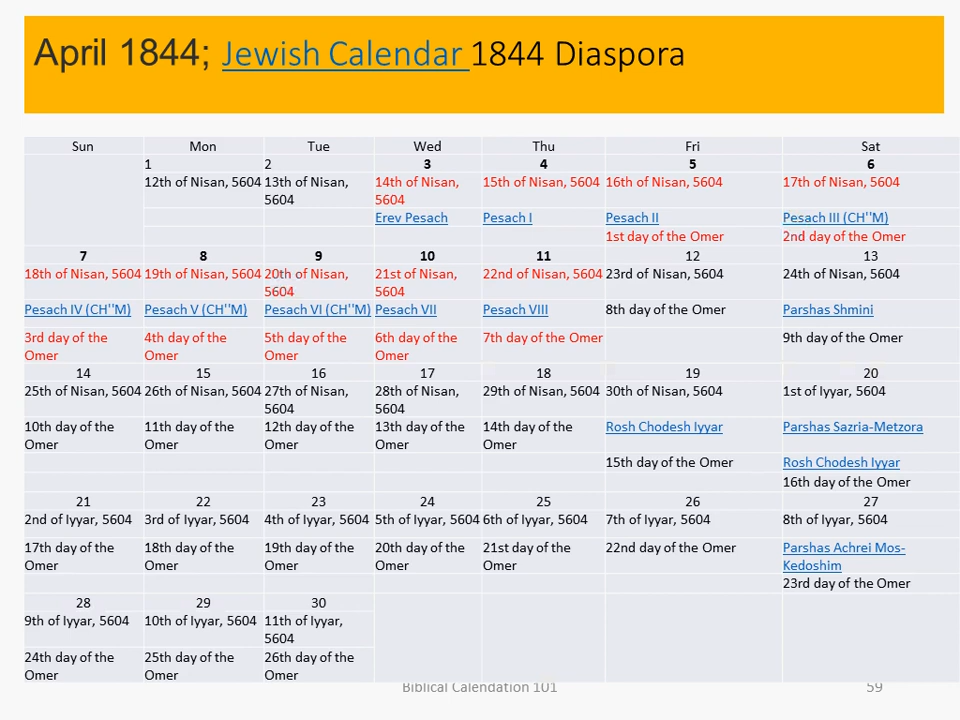 April 1844; Jewish Calendar 1844 Diaspora
Sun Mon Tue Wed Thu Fri Sat
1 2 3 4 5 6
12th of Nisan, 5604 13th of Nisan, 5604 14th of Nisan, 5604 15th of Nisan, 5604 16th of Nisan, 5604 17th of Nisan, 5604
Erev Pesach Pesach I Pesach II Pesach III (CH''M)
1st day of the Omer 2nd day of the Omer
7 8 9 10 11 12 13
18th of Nisan, 5604 19th of Nisan, 5604 20th of Nisan, 5604 21st of Nisan, 5604 22nd of Nisan, 5604 23rd of Nisan, 5604 24th of Nisan, 5604
Pesach IV (CH''M) Pesach V (CH''M) Pesach VI (CH''M) Pesach VII Pesach VIII 8th day of the Omer Parshas Shmini
3rd day of the Omer 4th day of the Omer 5th day of the Omer 6th day of the Omer 7th day of the Omer 9th day of the Omer
14 15 16 17 18 19 20
25th of Nisan, 5604 26th of Nisan, 5604 27th of Nisan, 5604 28th of Nisan, 5604 29th of Nisan, 5604 30th of Nisan, 5604 1st of Iyyar, 5604
10th day of the Omer 11th day of the Omer 12th day of the Omer 13th day of the Omer 14th day of the Omer Rosh Chodesh Iyyar Parshas Sazria-Metzora
15th day of the Omer Rosh Chodesh Iyyar
16th day of the Omer
21 22 23 24 25 26 27
2nd of Iyyar, 5604 3rd of Iyyar, 5604 4th of Iyyar, 5604 5th of Iyyar, 5604 6th of Iyyar, 5604 7th of Iyyar, 5604 8th of Iyyar, 5604
17th day of the Omer 18th day of the Omer 19th day of the Omer 20th day of the Omer 21st day of the Omer 22nd day of the Omer Parshas Achrei Mos-Kedoshim
23rd day of the Omer
28 29 30
9th of Iyyar, 5604 10th of Iyyar, 5604 11th of Iyyar, 5604
24th day of the Omer 25th day of the Omer 26th day of the Omer
Biblical Calendation 101 59